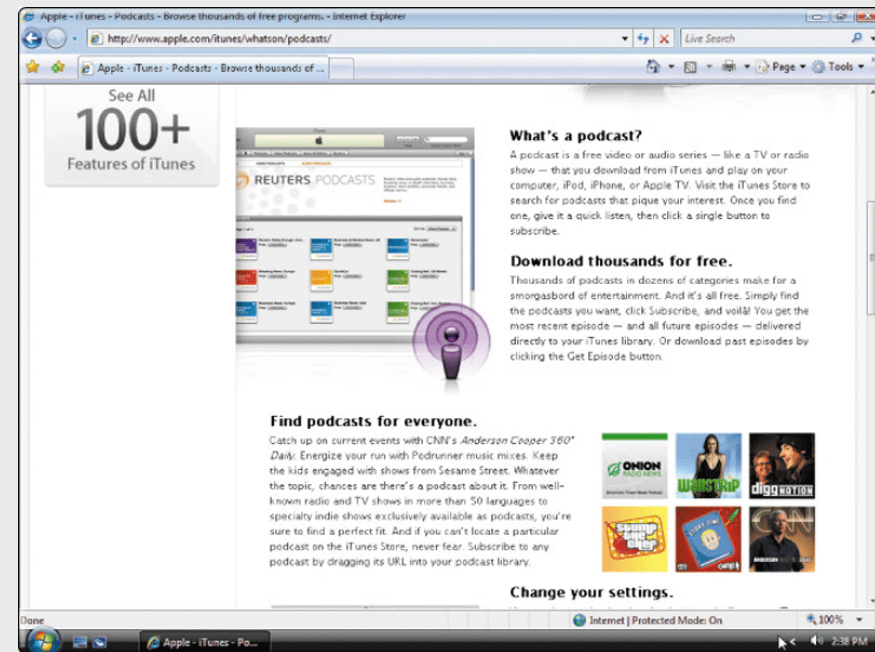 Apple - iTunes - Podcasts - Browse thousands of free programs. - Internet Explorer
http://www.apple.com/itunes/whatson/podcasts/
Live Search
Apple - iTunes - Podcasts - Browse thousands of ...
Page
Tools
See All
100+
Features of iTunes
iTunes
REUTERS PODCASTS
What's a podcast?
A podcast is a free video or audio series — like a TV or radio
show — that you download from iTunes and play on your
computer, iPod, iPhone, or Apple TV. Visit the iTunes Store to
search for podcasts that pique your interest. Once you find
one, give it a quick listen, then click a single button to
subscribe.
Download thousands for free.
Thousands of podcasts in dozens of categories make for a
smorgasbord of entertainment. And it's all free. Simply find
the podcasts you want, click Subscribe, and voilà! You get the
most recent episode — and all future episodes — delivered
directly to your iTunes library. Or download past episodes by
clicking the Get Episode button.
Find podcasts for everyone.
Catch up on current events with CNN's Anderson Cooper 360°
Daily. Energize your run with Podrunner music mixes. Keep
the kids engaged with shows from Sesame Street. Whatever
the topic, chances are there's a podcast about it. From well-
known radio and TV shows in more than 50 languages to
specialty indie shows exclusively available as podcasts, you're
sure to find a perfect fit. And if you can't locate a particular
podcast on the iTunes Store, never fear. Subscribe to any
podcast by dragging its URL into your podcast library.
ONION
RADIO NEWS
WALLSTRIP
diggnation
STUMP
THE
CHEF
STORY TIME
CNN
Change your settings.
Done
Internet | Protected Mode: On
100%
Apple - iTunes - Po...
2:38 PM